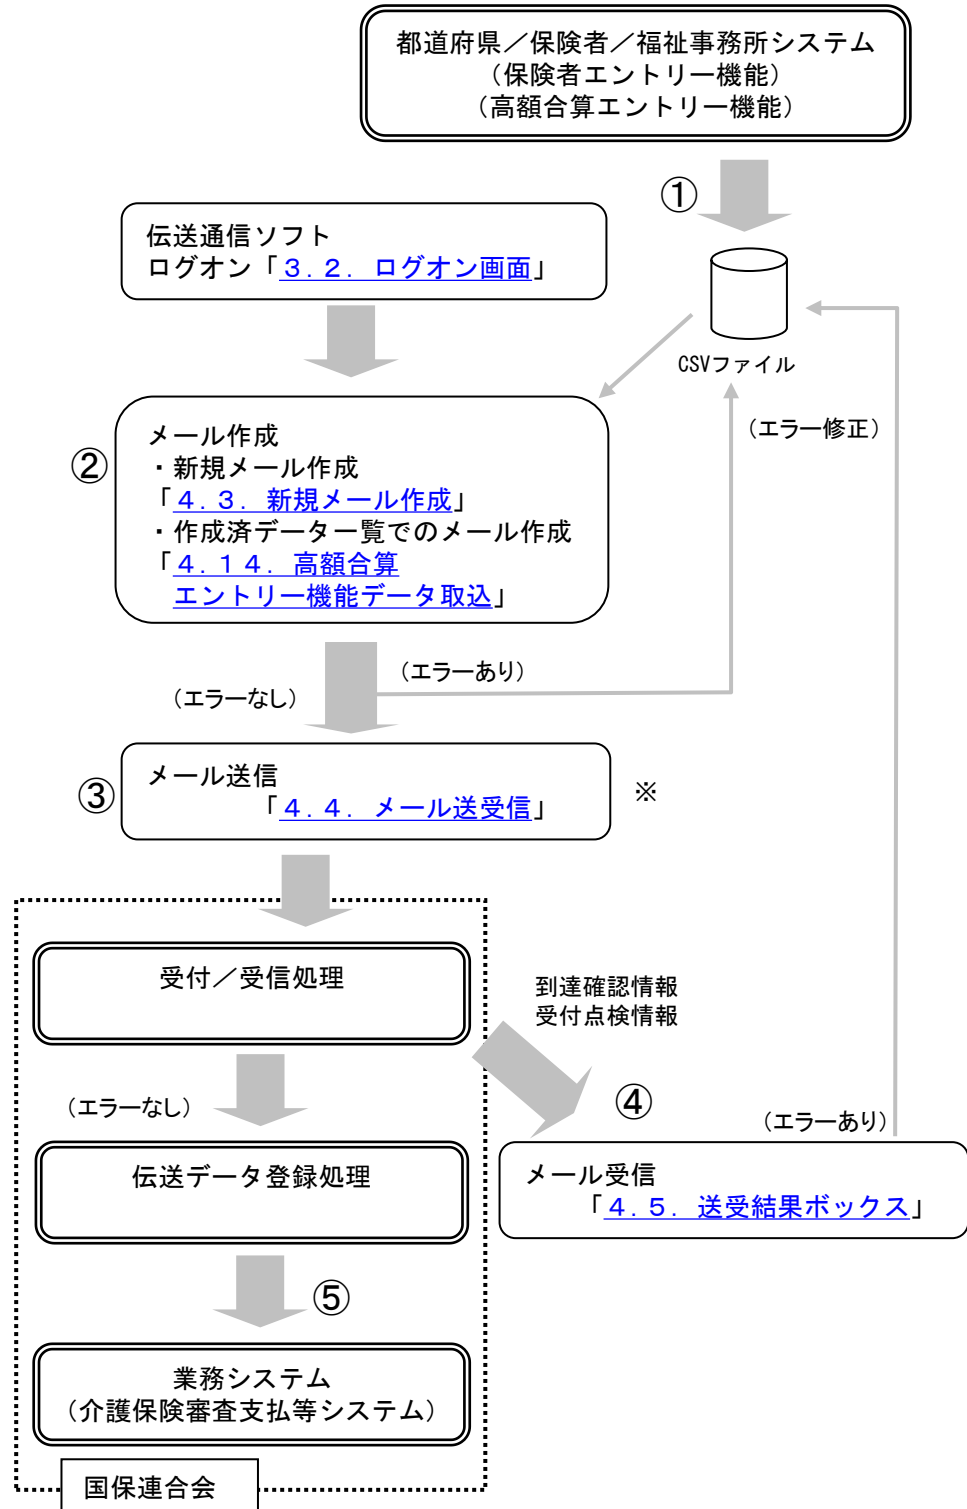 都道府県／保険者／福祉事務所システム
（保険者エントリー機能）
（高額合算エントリー機能）
①
伝送通信ソフト
ログオン「３．２．ログオン画面」
CSVファイル
（エラー修正）
②
メール作成
・新規メール作成
「４．３．新規メール作成」
・作成済データ一覧でのメール作成
「４．１４．高額合算
エントリー機能データ取込」
（エラーあり）
（エラーなし）
③
メール送信
「４．４．メール送受信」
※
受付／受信処理
到達確認情報
受付点検情報
④
（エラーなし）
（エラーあり）
伝送データ登録処理
メール受信
「４．５．送受結果ボックス」
⑤
業務システム
（介護保険審査支払等システム）
国保連合会